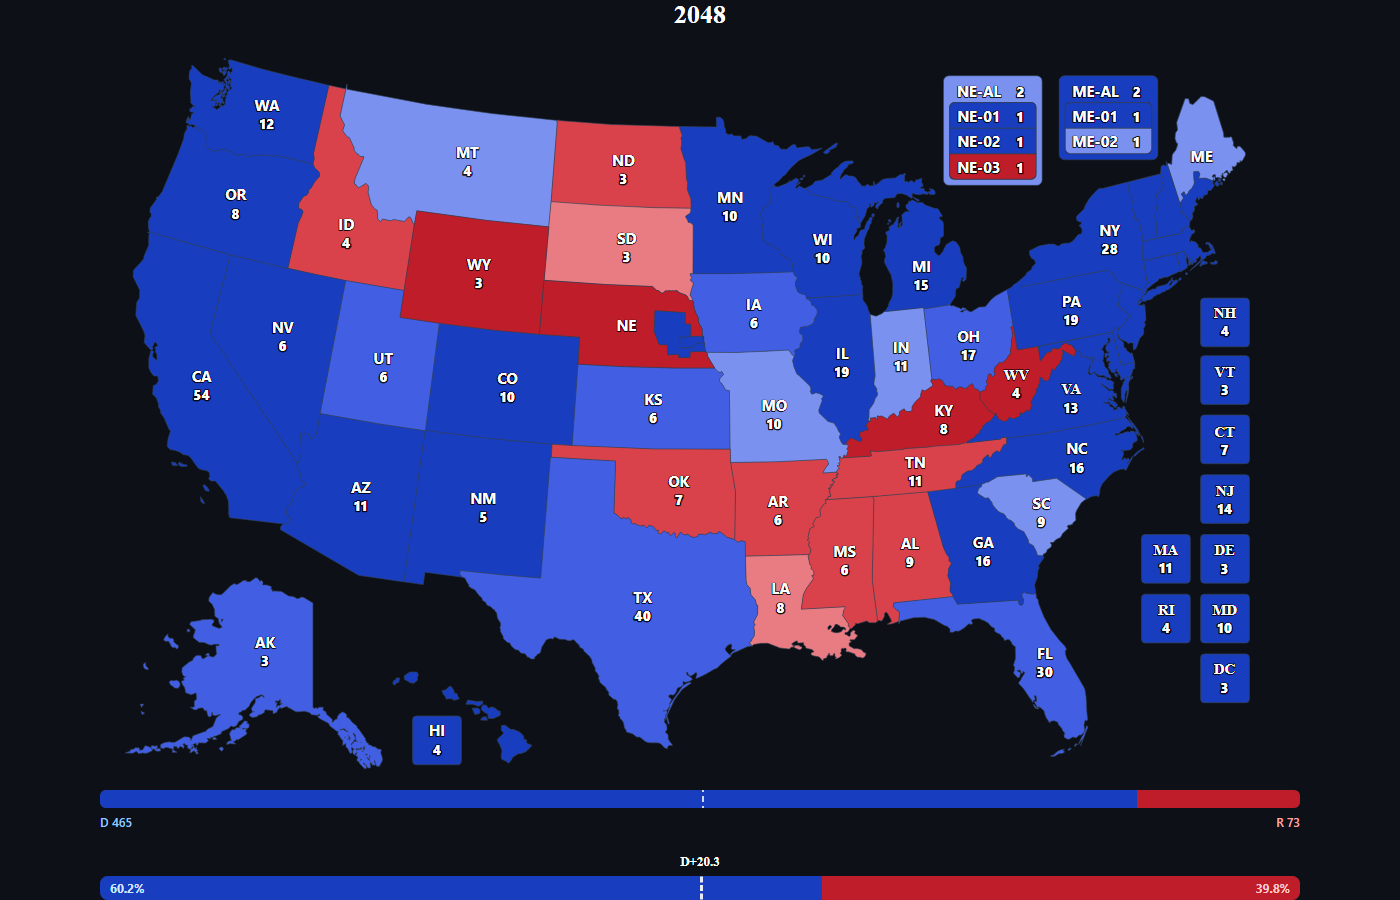 2048
WA
12
OR
8
CA
54
NV
6
ID
4
MT
4
WY
3
UT
6
CO
10
AZ
11
NM
5
ND
3
SD
3
NE
KS
6
OK
7
TX
40
MN
10
IA
6
MO
10
AR
6
LA
8
WI
10
IL
19
MI
15
IN
11
OH
17
KY
8
TN
11
MS
6
AL
9
GA
16
FL
30
SC
9
NC
16
VA
13
WV
4
PA
19
NY
28
ME
AK
3
HI
4
NE-AL 2
NE-01 1
NE-02 1
NE-03 1
ME-AL 2
ME-01 1
ME-02 1
NH
4
VT
3
CT
7
NJ
14
MA
11
DE
3
RI
4
MD
10
DC
3
D 465
R 73
D+20.3
60.2%
39.8%